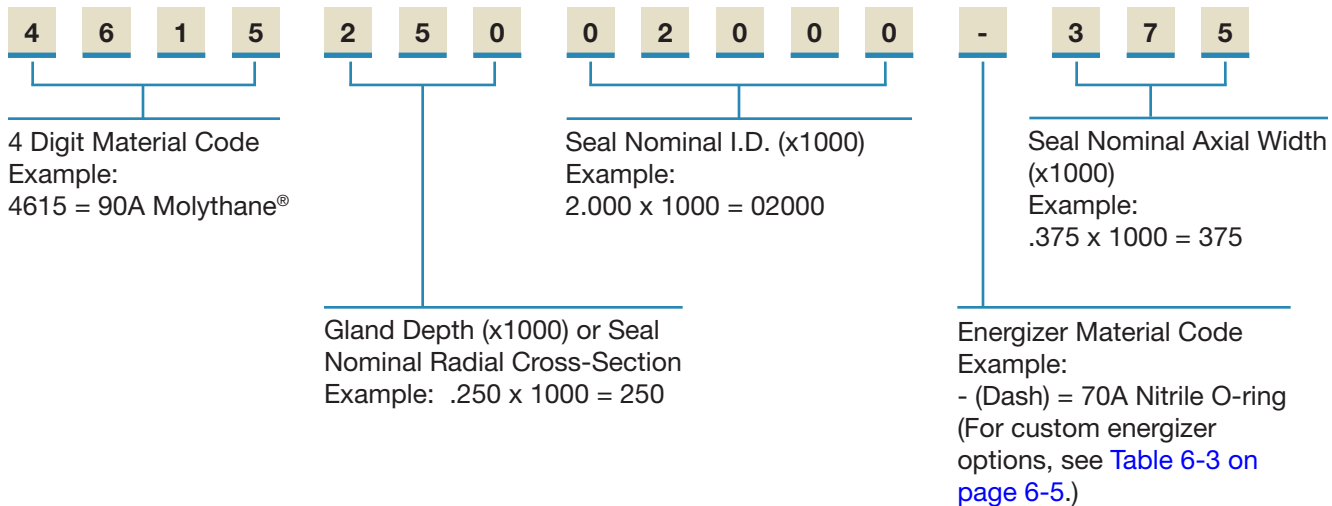 4 6 1 5 2 5 0 0 2 0 0 0 - 3 7 5
4 Digit Material Code
Example:
4615 = 90A Molythane®
Seal Nominal I.D. (x1000)
Example:
2.000 x 1000 = 02000
Seal Nominal Axial Width
(x1000)
Example:
.375 x 1000 = 375
Gland Depth (x1000) or Seal
Nominal Radial Cross-Section
Example: .250 x 1000 = 250
Energizer Material Code
Example:
- (Dash) = 70A Nitrile O-ring
(For custom energizer
options, see Table 6-3 on
page 6-5.)